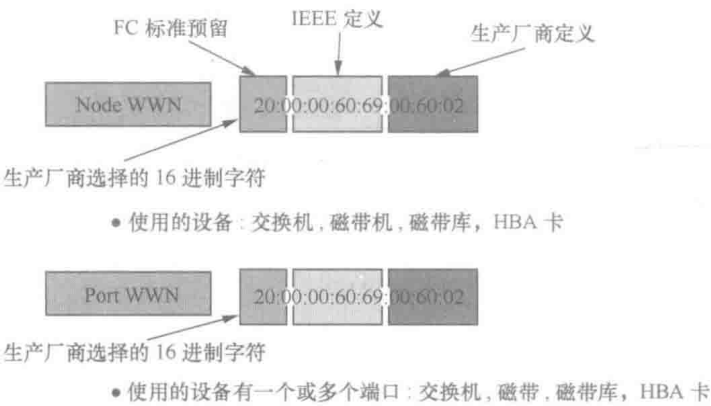 FC 标准预留
IEEE 定义
生产厂商定义
Node WWN
20:00:00:60:69:00:60:02
生产厂商选择的 16 进制字符
● 使用的设备 : 交换机 , 磁带机 , 磁带库，HBA 卡
Port WWN
20:00:00:60:69:00:60:02
生产厂商选择的 16 进制字符
● 使用的设备有一个或多个端口 : 交换机 , 磁带 , 磁带库，HBA 卡